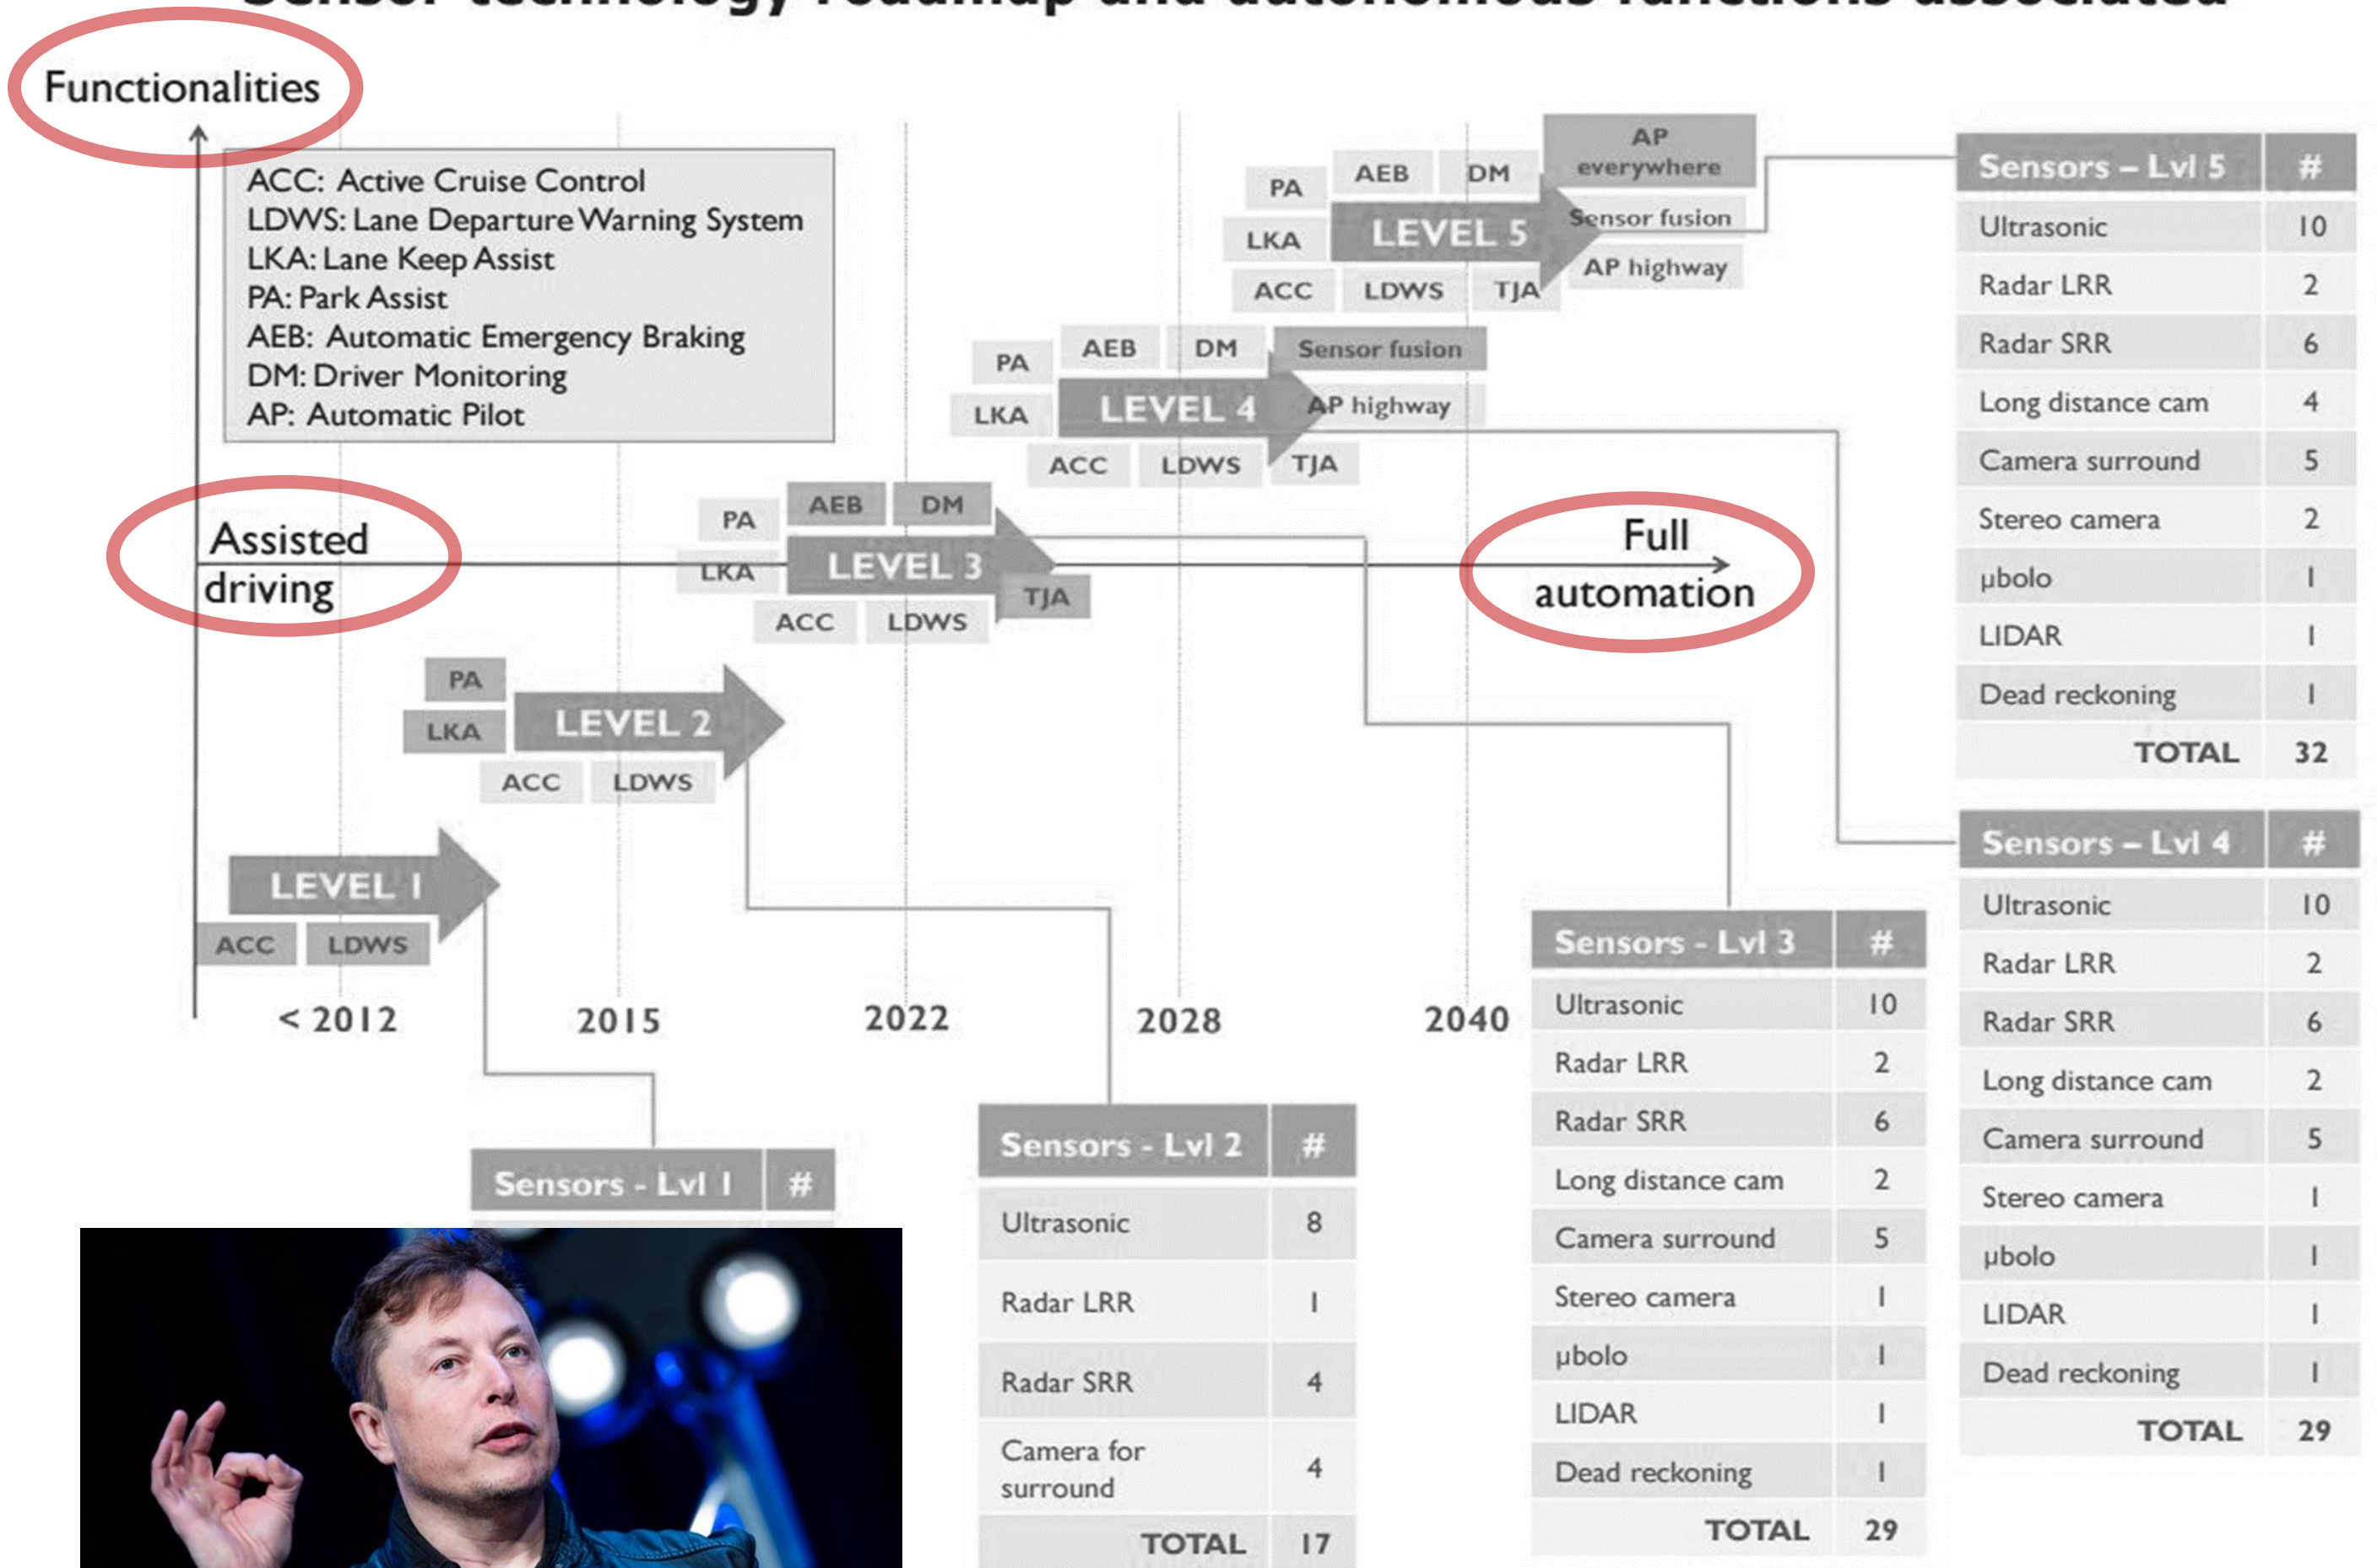 Sensor technology roadmap and autonomous functions associated
Functionalities
ACC: Active Cruise Control
LDWS: Lane Departure Warning System
LKA: Lane Keep Assist
PA: Park Assist
AEB: Automatic Emergency Braking
DM: Driver Monitoring
AP: Automatic Pilot
AP
everywhere
PA AEB DM
Sensor fusion
LKA LEVEL 5
AP highway
ACC LDWS TJA
PA AEB DM Sensor fusion
LKA LEVEL 4 AP highway
ACC LDWS TJA
Assisted
driving
PA AEB DM
LKA LEVEL 3
TJA
ACC LDWS
Full
automation
PA
LKA LEVEL 2
ACC LDWS
LEVEL 1
ACC LDWS
< 2012 2015 2022 2028 2040
Sensors - Lvl 1 #
Sensors - Lvl 2 #
Ultrasonic 8
Radar LRR 1
Radar SRR 4
Camera for
surround 4
TOTAL 17
Sensors - Lvl 3 #
Ultrasonic 10
Radar LRR 2
Radar SRR 6
Long distance cam 2
Camera surround 5
Stereo camera 1
µbolo 1
LIDAR 1
Dead reckoning 1
TOTAL 29
Sensors – Lvl 4 #
Ultrasonic 10
Radar LRR 2
Radar SRR 6
Long distance cam 2
Camera surround 5
Stereo camera 1
µbolo 1
LIDAR 1
Dead reckoning 1
TOTAL 29
Sensors – Lvl 5 #
Ultrasonic 10
Radar LRR 2
Radar SRR 6
Long distance cam 4
Camera surround 5
Stereo camera 2
µbolo 1
LIDAR 1
Dead reckoning 1
TOTAL 32